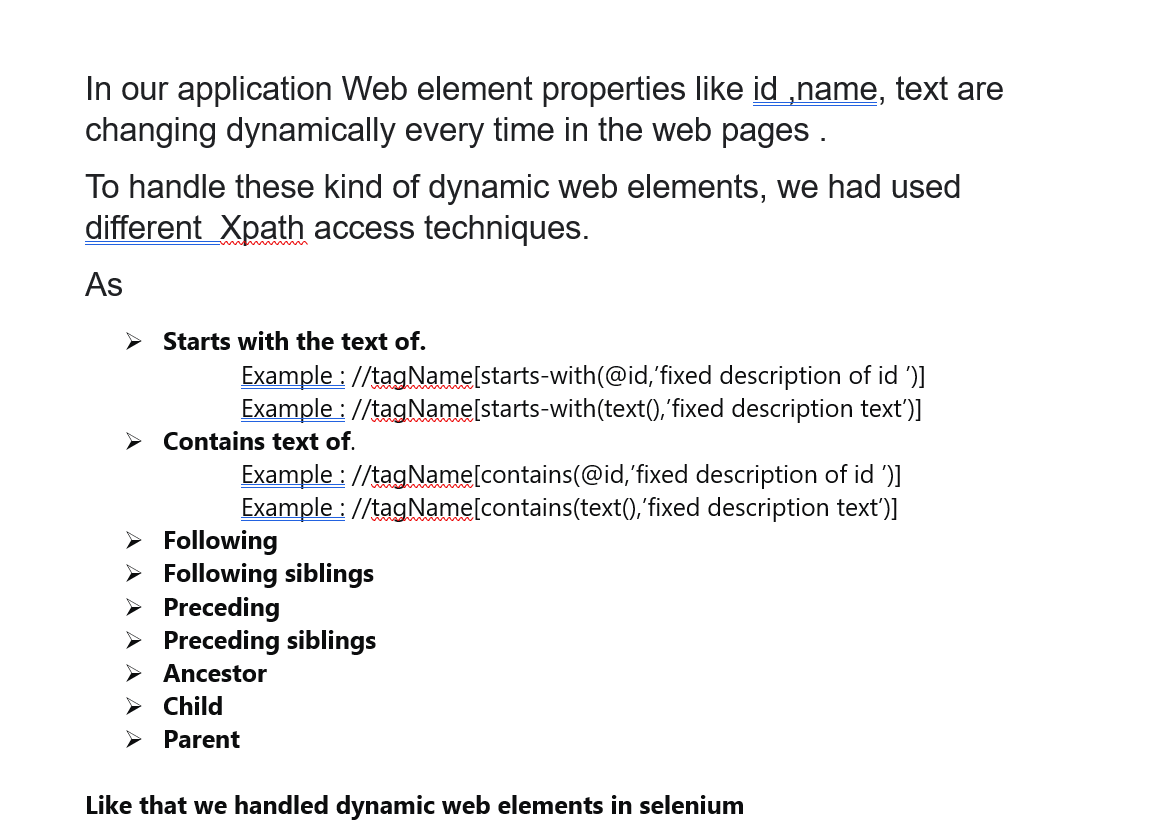 In our application Web element properties like id ,name, text are
changing dynamically every time in the web pages .
To handle these kind of dynamic web elements, we had used
different  Xpath access techniques.
As
➢ Starts with the text of.
Example : //tagName[starts-with(@id,’fixed description of id ’)]
Example : //tagName[starts-with(text(),’fixed description text’)]
➢ Contains text of.
Example : //tagName[contains(@id,’fixed description of id ’)]
Example : //tagName[contains(text(),’fixed description text’)]
➢ Following
➢ Following siblings
➢ Preceding
➢ Preceding siblings
➢ Ancestor
➢ Child
➢ Parent
Like that we handled dynamic web elements in selenium